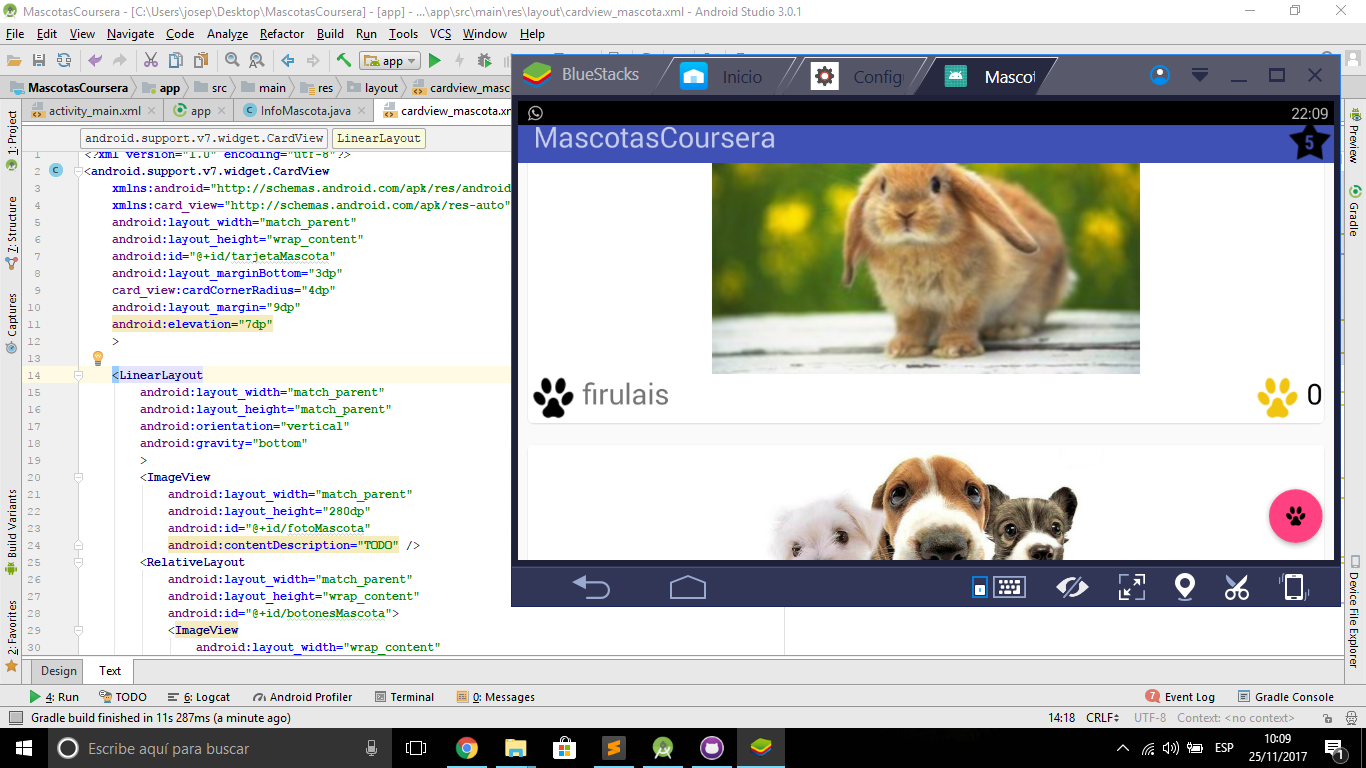 MascotasCoursera - [C:\Users\josep\Desktop\MascotasCoursera] - [app] - ...\app\src\main\res\layout\cardview_mascota.xml - Android Studio 3.0.1
File Edit View Navigate Code Analyze Refactor Build Run Tools VCS Window Help
app
MascotasCoursera app src main res layout cardview_masc
activity_main.xml app InfoMascota.java cardview_mascota.xm
android.support.v7.widget.CardView LinearLayout
1 <?xml version="1.0" encoding="utf-8"?>
2 <android.support.v7.widget.CardView
3 xmlns:android="http://schemas.android.com/apk/res/android
4 xmlns:card_view="http://schemas.android.com/apk/res-auto"
5 android:layout_width="match_parent"
6 android:layout_height="wrap_content"
7 android:id="@+id/tarjetaMascota"
8 android:layout_marginBottom="3dp"
9 card_view:cardCornerRadius="4dp"
10 android:layout_margin="9dp"
11 android:elevation="7dp"
12 >
13
14 <LinearLayout
15 android:layout_width="match_parent"
16 android:layout_height="match_parent"
17 android:orientation="vertical"
18 android:gravity="bottom"
19 >
20 <ImageView
21 android:layout_width="match_parent"
22 android:layout_height="280dp"
23 android:id="@+id/fotoMascota"
24 android:contentDescription="TODO" />
25 <RelativeLayout
26 android:layout_width="match_parent"
27 android:layout_height="wrap_content"
28 android:id="@+id/botonesMascota">
29 <ImageView
30 android:layout_width="wrap_content"
1: Project
7: Structure
Captures
Build Variants
2: Favorites
BlueStacks Inicio Config Mascot
22:09
MascotasCoursera 5
firulais 0
Preview
Gradle
Device File Explorer
Design Text
4: Run TODO 6: Logcat Android Profiler Terminal 0: Messages 7 Event Log Gradle Console
Gradle build finished in 11s 287ms (a minute ago) 14:18 CRLF UTF-8 Context: <no context>
Escribe aquí para buscar ESP 10:09
25/11/2017 1